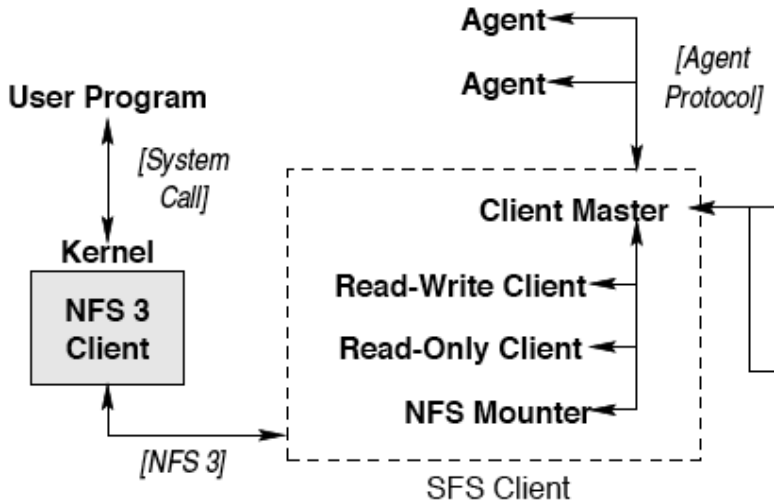 Agent
Agent
[Agent
Protocol]
User Program
[System
Call]
Kernel
NFS 3
Client
[NFS 3]
Client Master
Read-Write Client
Read-Only Client
NFS Mounter
SFS Client